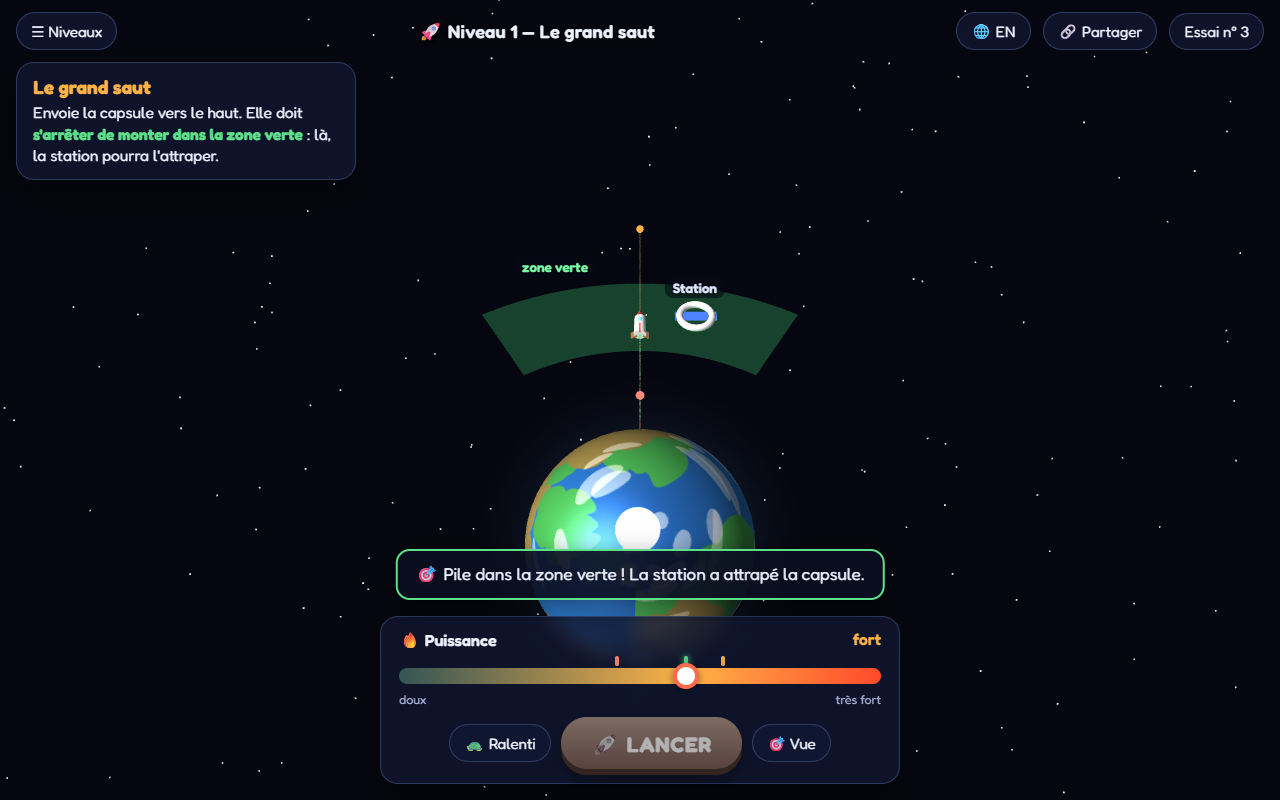 ☰ Niveaux
🚀 Niveau 1 — Le grand saut
🌐 EN
🔗 Partager
Essai n° 3
Le grand saut
Envoie la capsule vers le haut. Elle doit
s'arrêter de monter dans la zone verte : là,
la station pourra l'attraper.
zone verte
Station
🎯 Pile dans la zone verte ! La station a attrapé la capsule.
🔥 Puissance
fort
doux
très fort
🐢 Ralenti
🚀 LANCER
🎯 Vue